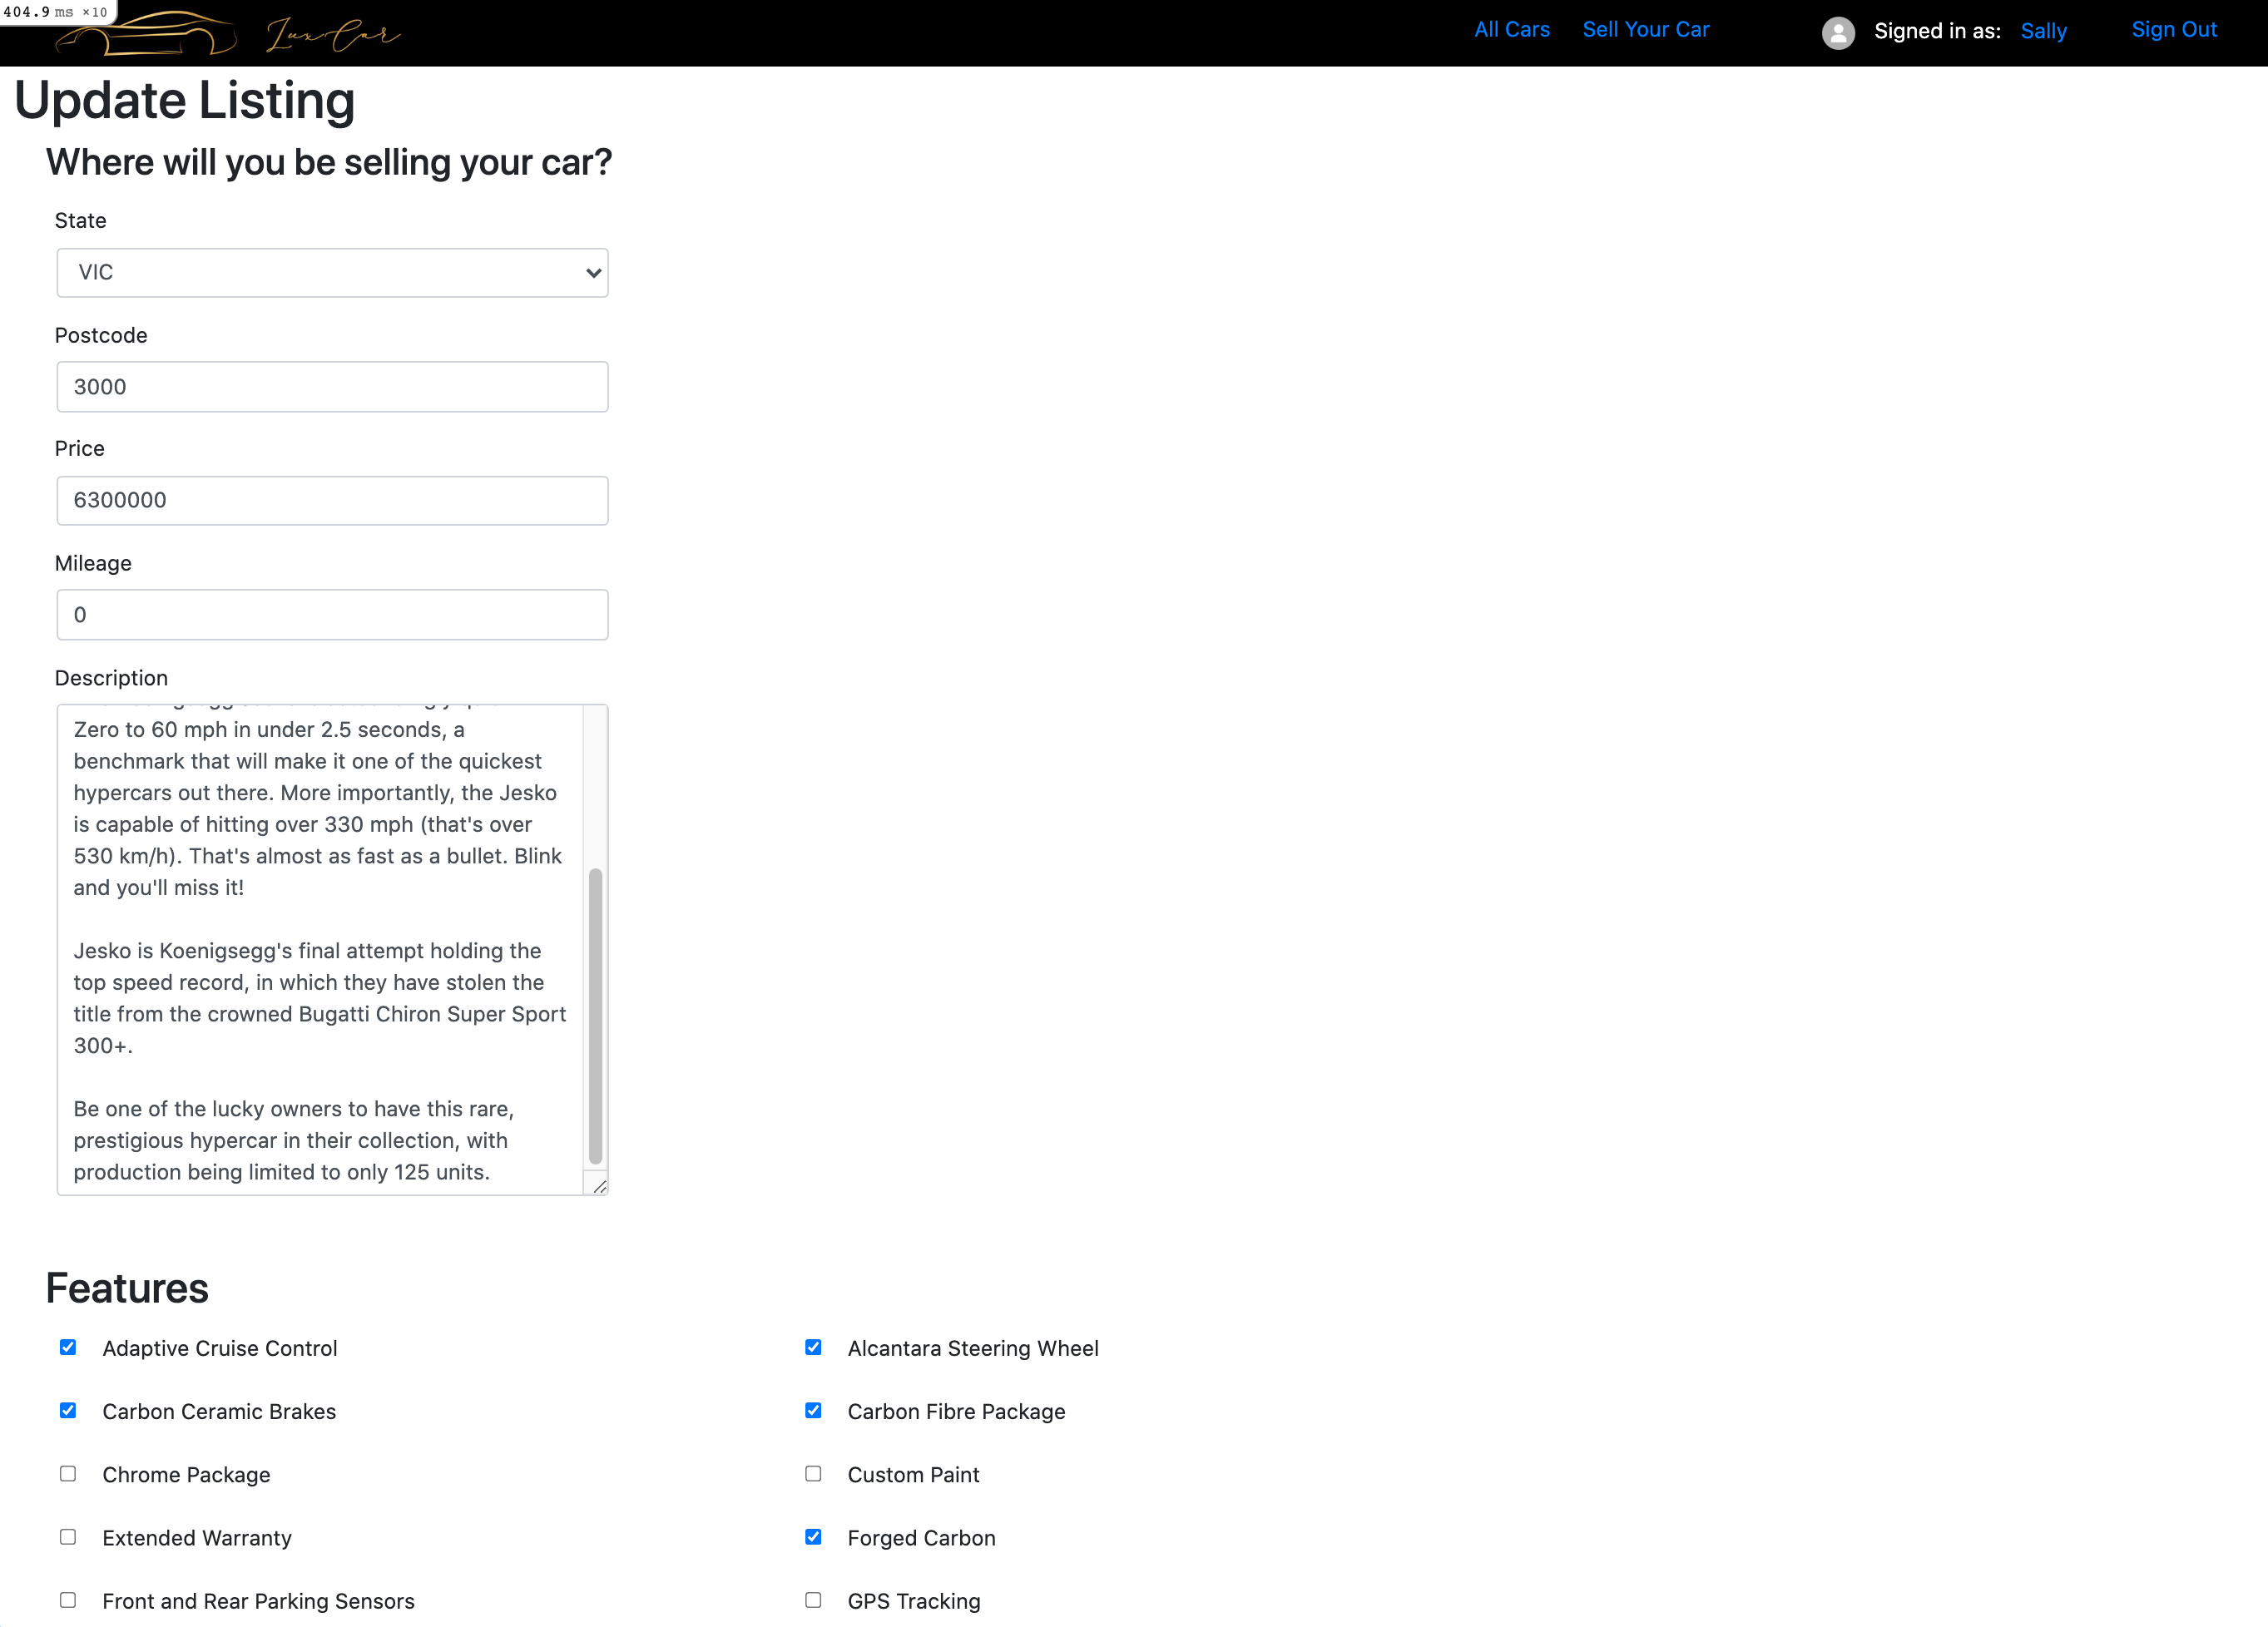 404.9 ms ×10
LuxCar
All Cars
Sell Your Car
Signed in as: Sally
Sign Out
Update Listing
Where will you be selling your car?
State
VIC
Postcode
3000
Price
6300000
Mileage
0
Description
Zero to 60 mph in under 2.5 seconds, a
benchmark that will make it one of the quickest
hypercars out there. More importantly, the Jesko
is capable of hitting over 330 mph (that's over
530 km/h). That's almost as fast as a bullet. Blink
and you'll miss it!
Jesko is Koenigsegg's final attempt holding the
top speed record, in which they have stolen the
title from the crowned Bugatti Chiron Super Sport
300+.
Be one of the lucky owners to have this rare,
prestigious hypercar in their collection, with
production being limited to only 125 units.
Features
Adaptive Cruise Control
Alcantara Steering Wheel
Carbon Ceramic Brakes
Carbon Fibre Package
Chrome Package
Custom Paint
Extended Warranty
Forged Carbon
Front and Rear Parking Sensors
GPS Tracking